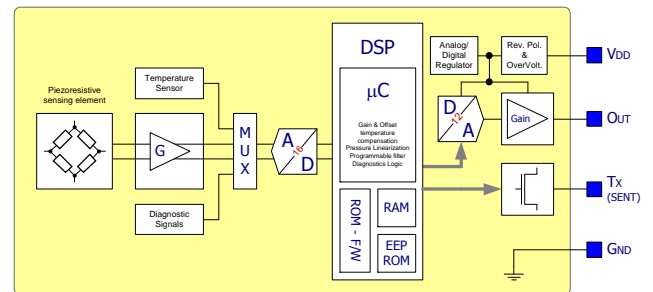 Piezoresistive
sensing element
Temperature
Sensor
G
Diagnostic
Signals
M
U
X
A
16
D
DSP
µC
Gain & Offset
temperature
compensation
Pressure Linearization
Programmable filter
Diagnostics Logic
ROM - F/W
RAM
EEP
ROM
Analog/
Digital
Regulator
Rev. Pol.
&
OverVolt.
D
12
A
Gain
VDD
OUT
TX
(SENT)
GND